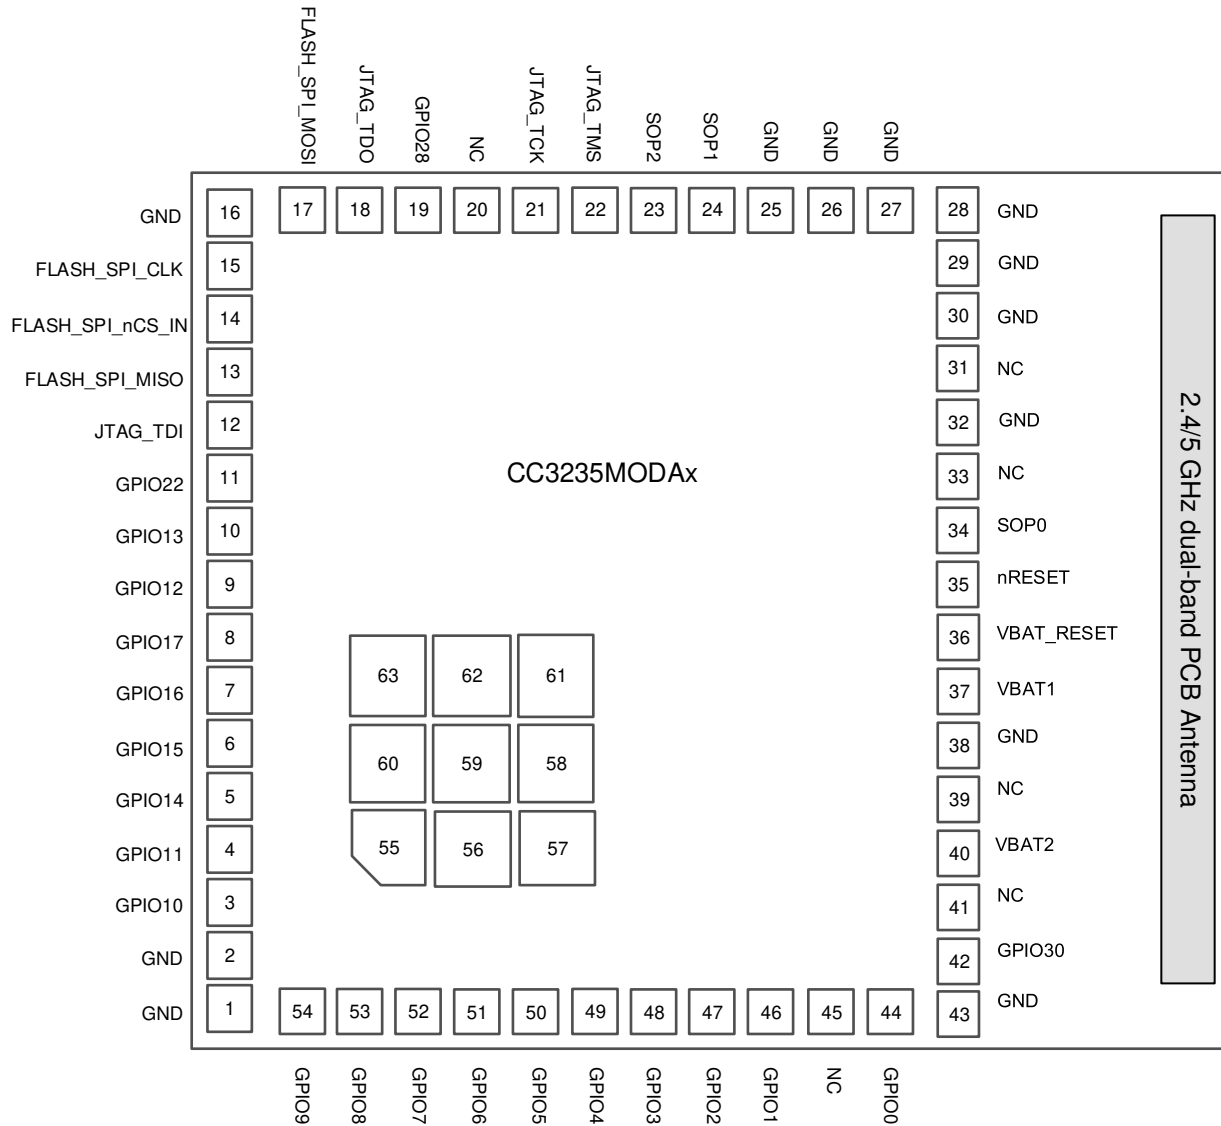 FLASH_SPI_MOSI
JTAG_TDO
GPIO28
NC
JTAG_TCK
JTAG_TMS
SOP2
SOP1
GND
GND
GND
17
18
19
20
21
22
23
24
25
26
27
GND
16
FLASH_SPI_CLK
15
FLASH_SPI_nCS_IN
14
FLASH_SPI_MISO
13
JTAG_TDI
12
GPIO22
11
GPIO13
10
GPIO12
9
GPIO17
8
GPIO16
7
GPIO15
6
GPIO14
5
GPIO11
4
GPIO10
3
GND
2
GND
1
CC3235MODAx
63
62
61
60
59
58
55
56
57
28
GND
29
GND
30
GND
31
NC
32
GND
33
NC
34
SOP0
35
nRESET
36
VBAT_RESET
37
VBAT1
38
GND
39
NC
40
VBAT2
41
NC
42
GPIO30
43
GND
2.4/5 GHz dual-band PCB Antenna
54
53
52
51
50
49
48
47
46
45
44
GPIO9
GPIO8
GPIO7
GPIO6
GPIO5
GPIO4
GPIO3
GPIO2
GPIO1
NC
GPIO0